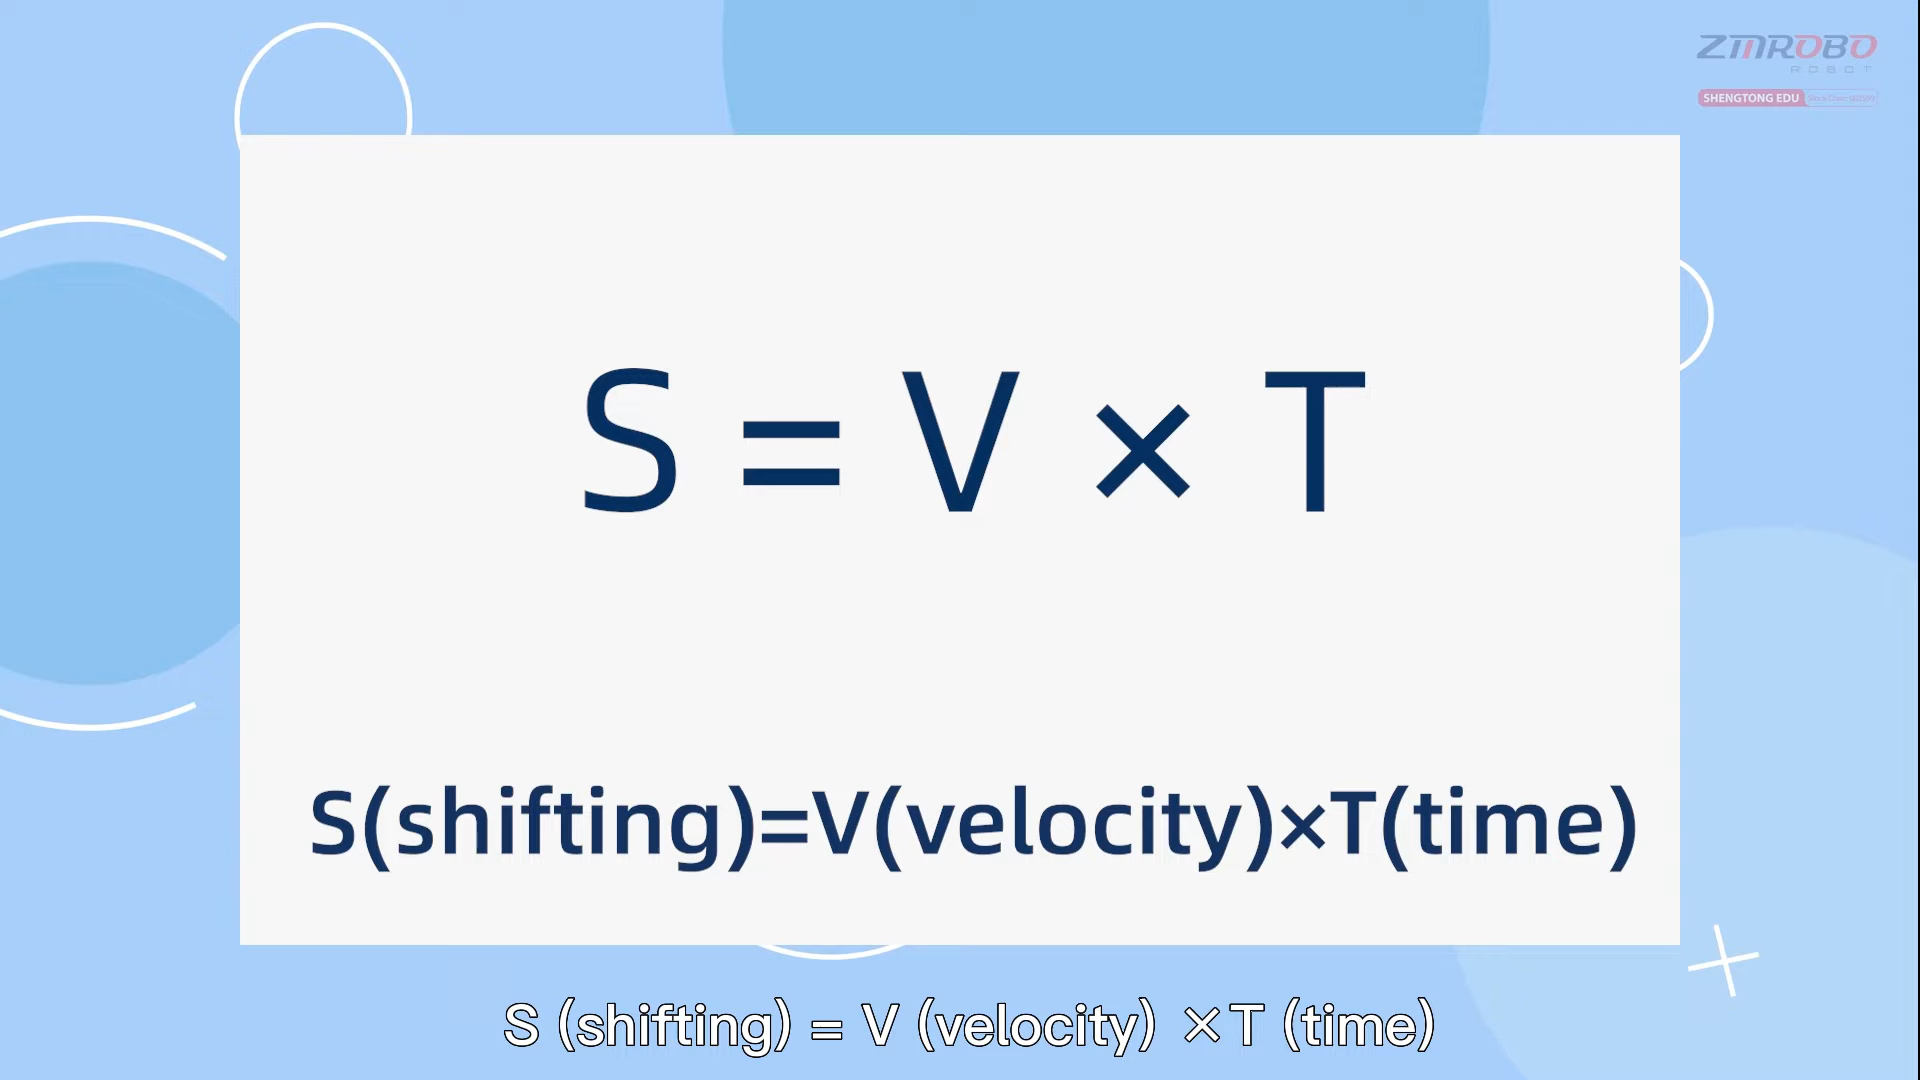 ZMROBO
ROBOT
SHENGTONG EDU
S = V × T
S(shifting)=V(velocity)×T(time)
S (shifting) = V (velocity) ×T (time)